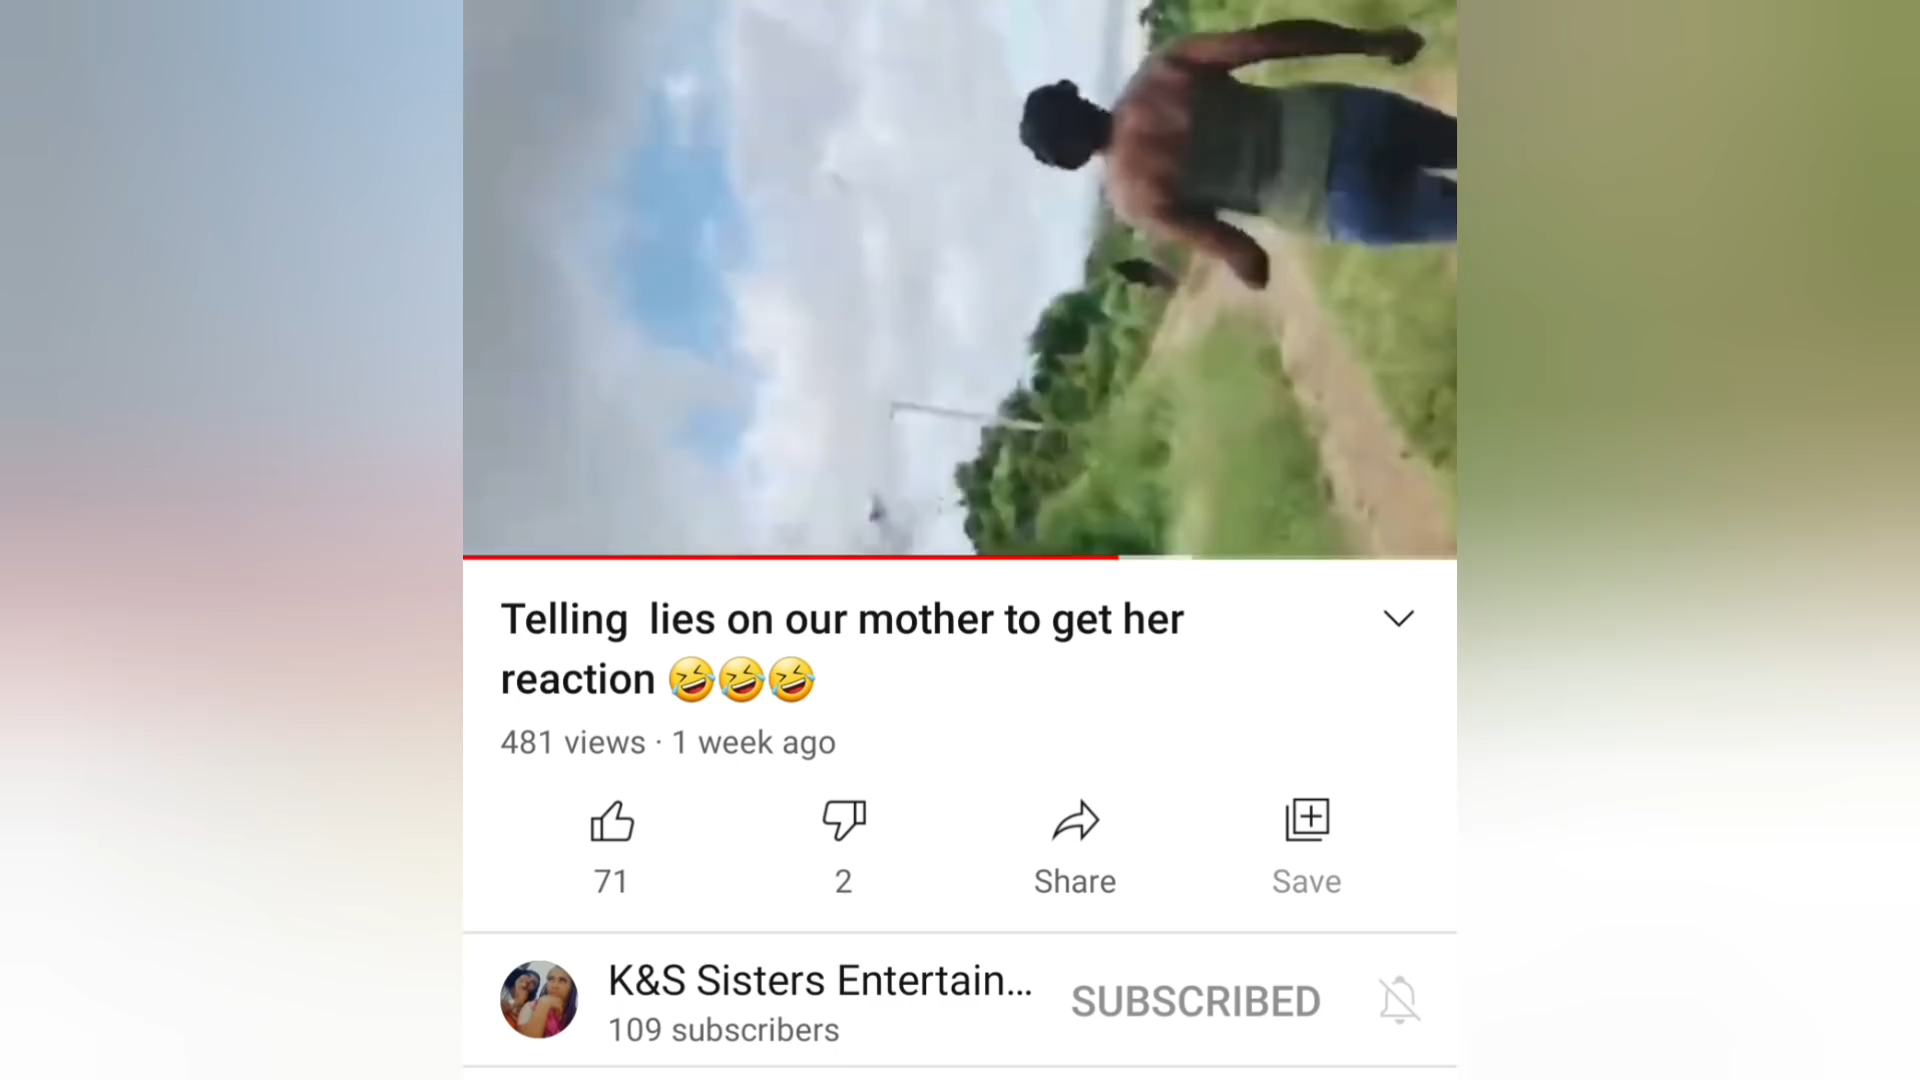 Telling  lies on our mother to get her
reaction 🤣🤣🤣
481 views · 1 week ago
71
2
Share
Save
K&S Sisters Entertain...
SUBSCRIBED
109 subscribers